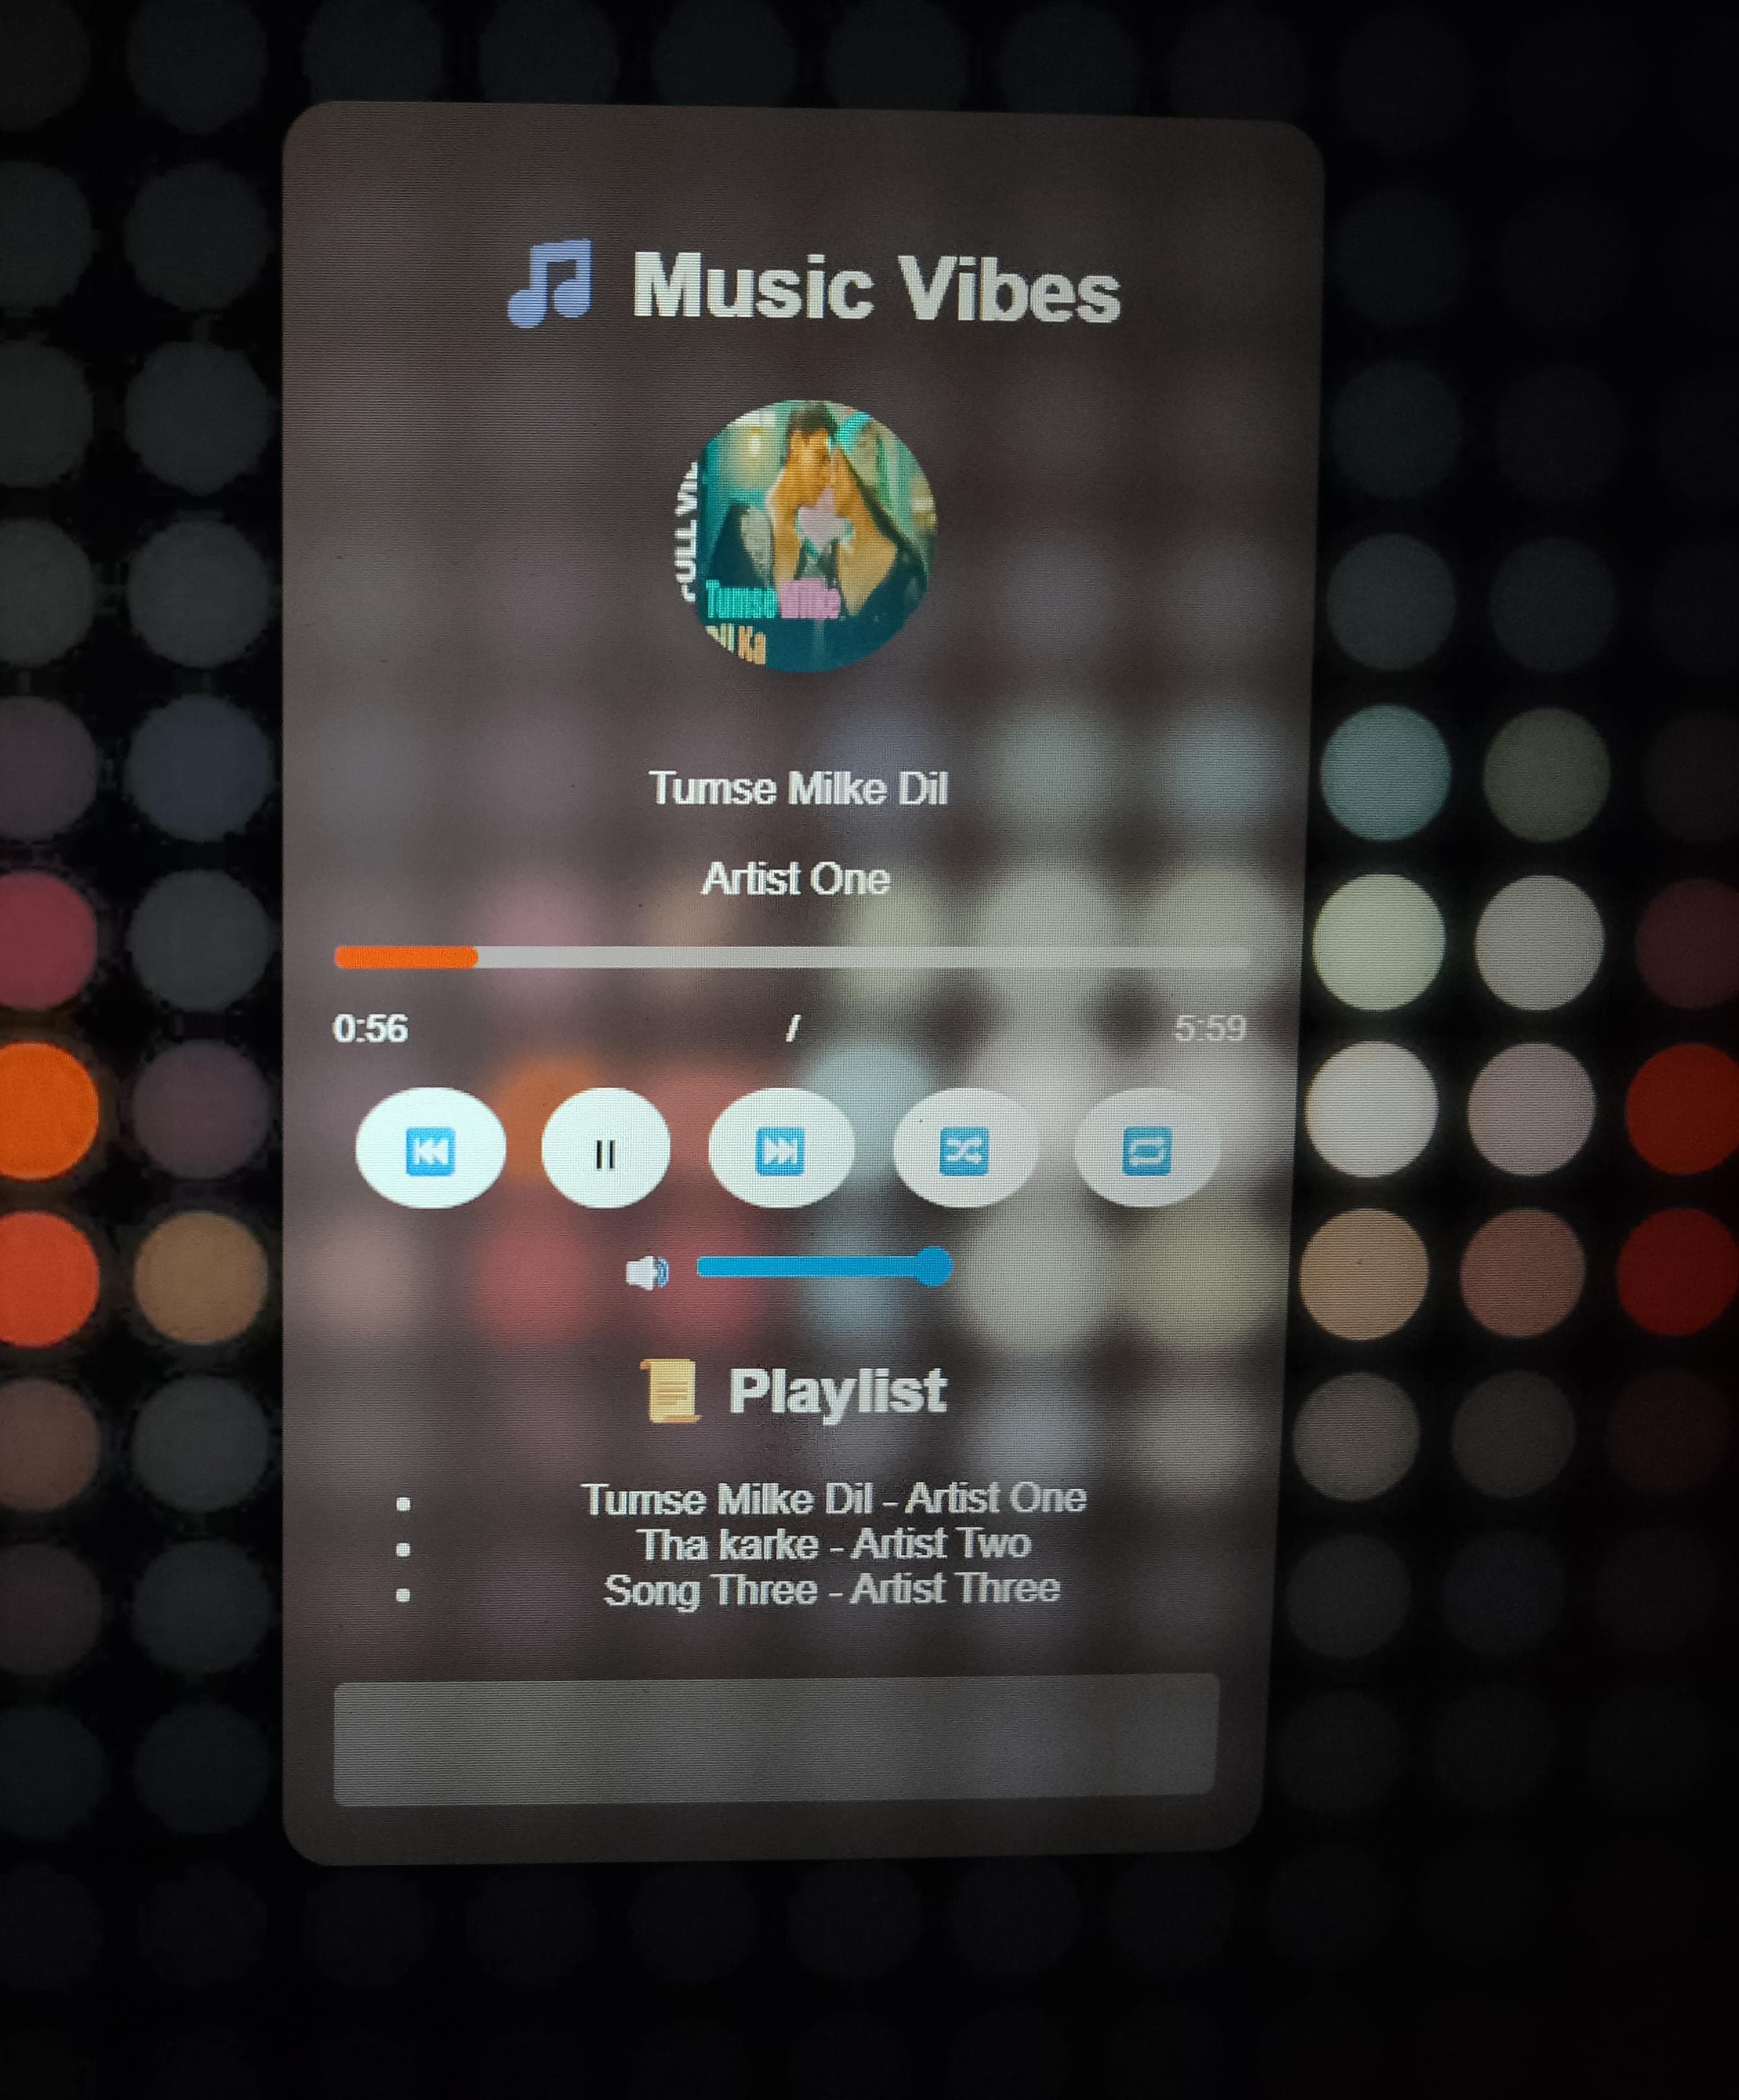 Music Vibes
FULL
Tumse Milke
Dil Ka
Tumse Milke Dil
Artist One
0:56 / 5:59
Playlist
Tumse Milke Dil - Artist One
Tha karke - Artist Two
Song Three - Artist Three